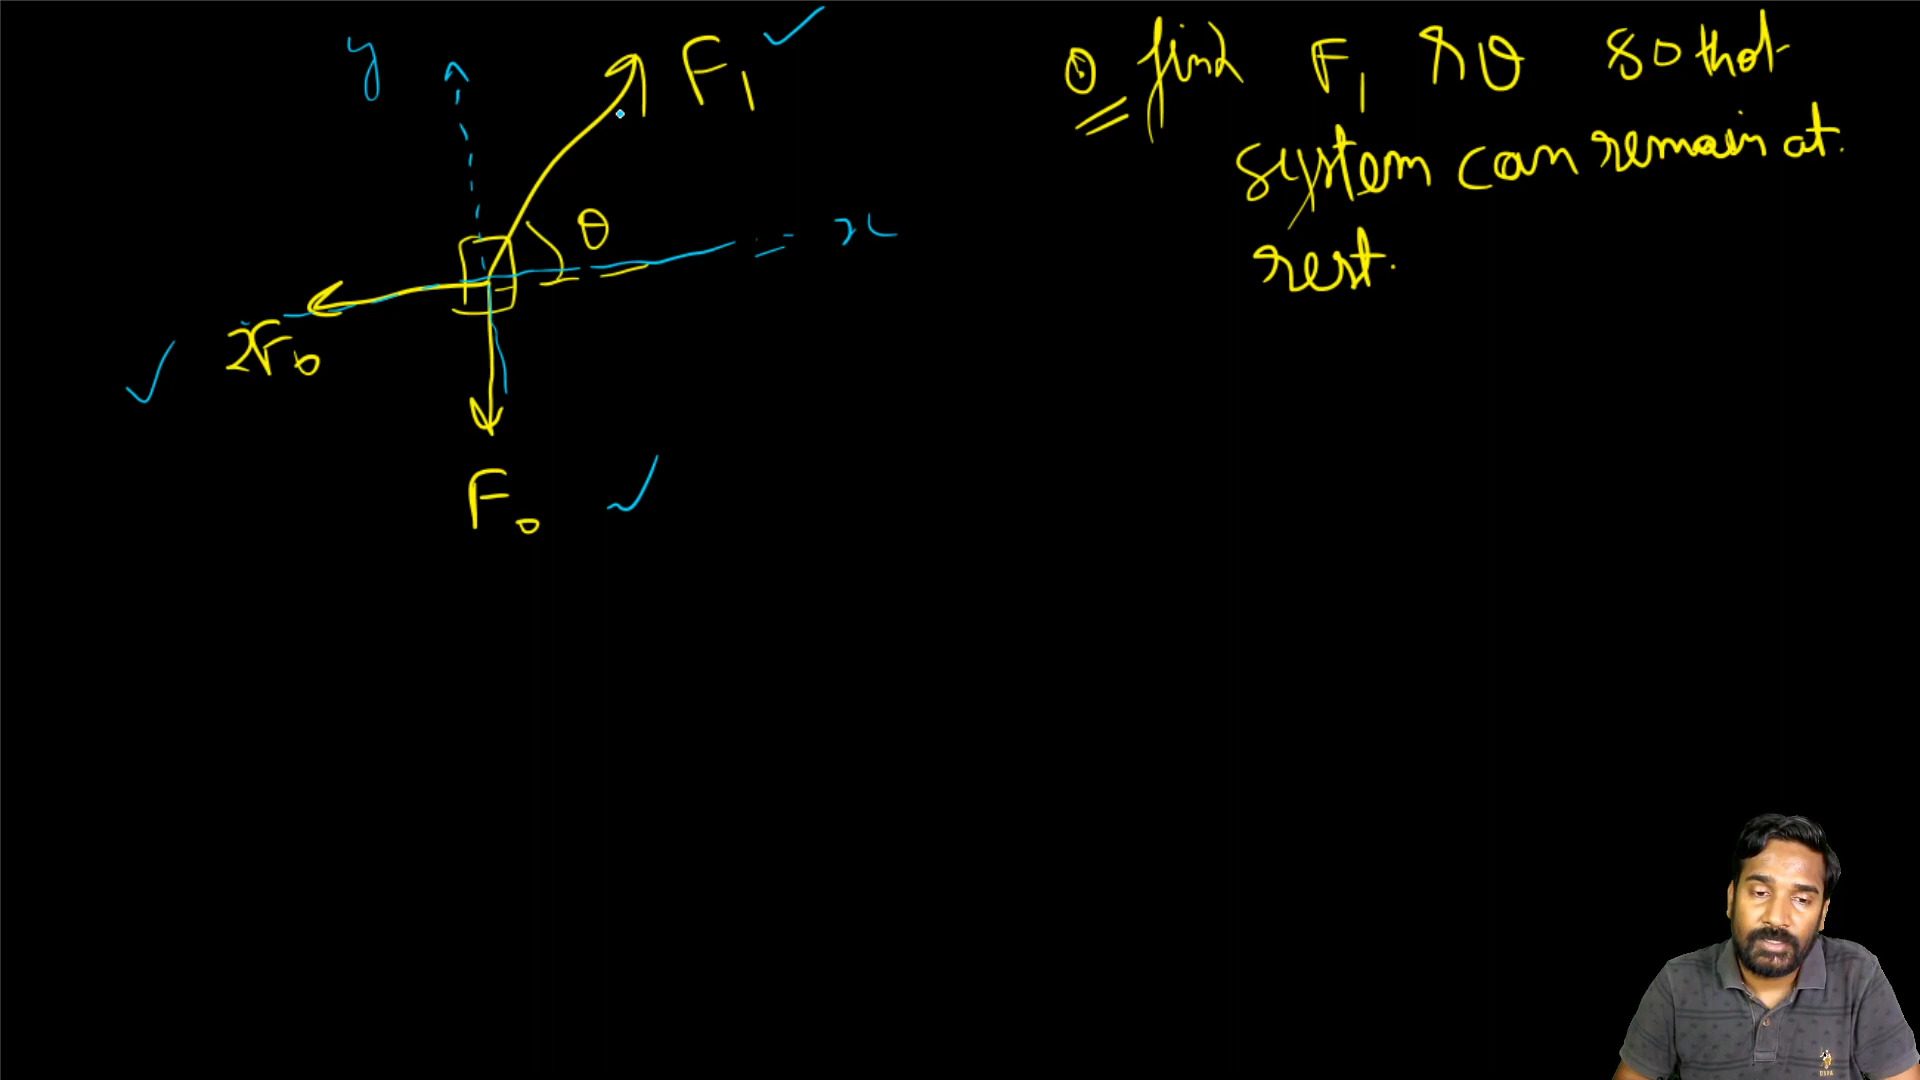 y
F₁
Q find F₁ & θ so that
system can remain at
rest.
θ
x
2F₀
F₀